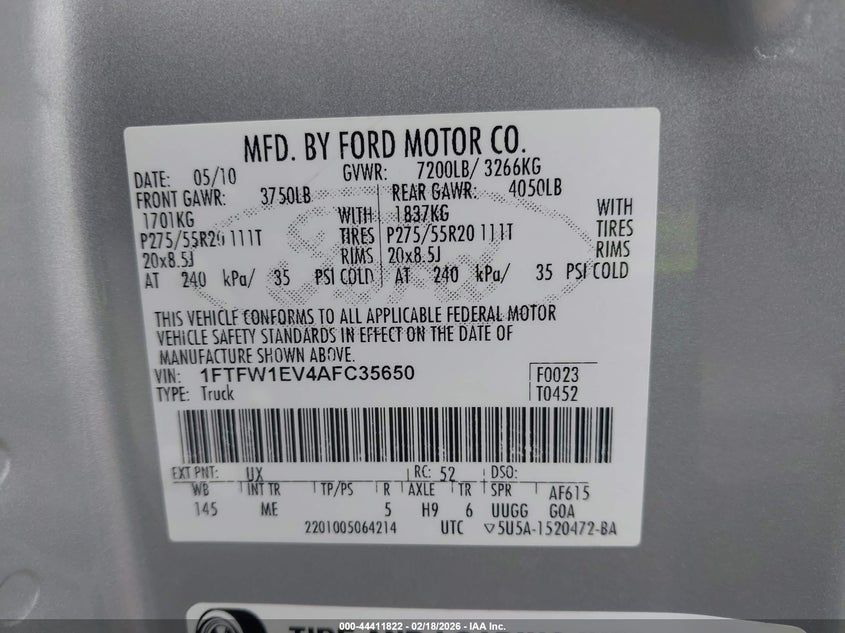 MFD. BY FORD MOTOR CO.
DATE: 05/10 GVWR: 7200LB/ 3266KG
FRONT GAWR: 3750LB REAR GAWR: 4050LB
1701KG WITH 1837KG WITH
P275/55R20 111T TIRES P275/55R20 111T TIRES
20x8.5J RIMS 20x8.5J RIMS
AT 240 kPa/ 35 PSI COLD AT 240 kPa/ 35 PSI COLD
THIS VEHICLE CONFORMS TO ALL APPLICABLE FEDERAL MOTOR
VEHICLE SAFETY STANDARDS IN EFFECT ON THE DATE OF
MANUFACTURE SHOWN ABOVE.
VIN: 1FTFW1EV4AFC35650 F0023
TYPE: Truck T0452
EXT PNT: UX RC: 52 DSO:
WB INT TR TP/PS R AXLE TR SPR AF615
145 ME 5 H9 6 UUGG GOA
2201005064214 UTC ▽5U5A-1520472-BA
000-44411822 - 02/18/2026 - IAA Inc.